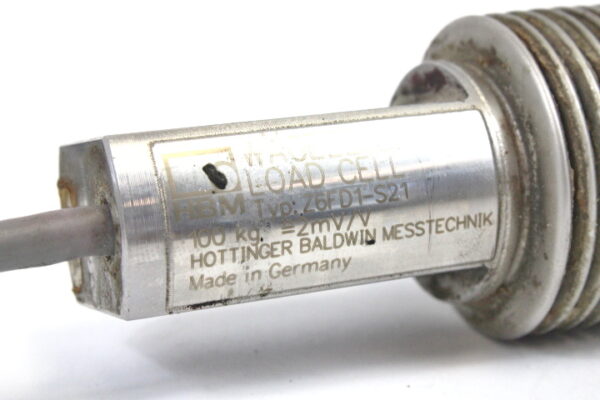 LOAD CELL
HBM Typ: Z6FD1-S21
100 kg =2mV/V
HOTTINGER BALDWIN MESSTECHNIK
Made in Germany